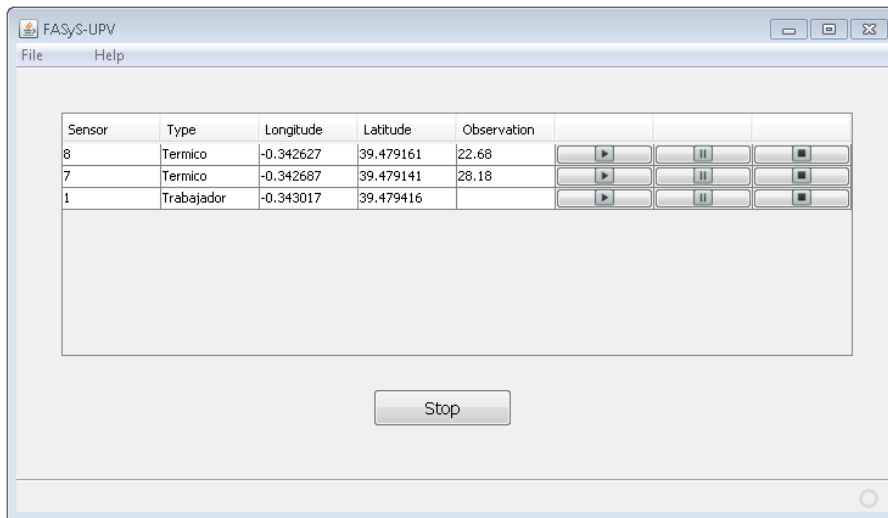 FASyS-UPV
File Help
Sensor Type Longitude Latitude Observation
8 Termico -0.342627 39.479161 22.68
7 Termico -0.342687 39.479141 28.18
1 Trabajador -0.343017 39.479416
Stop